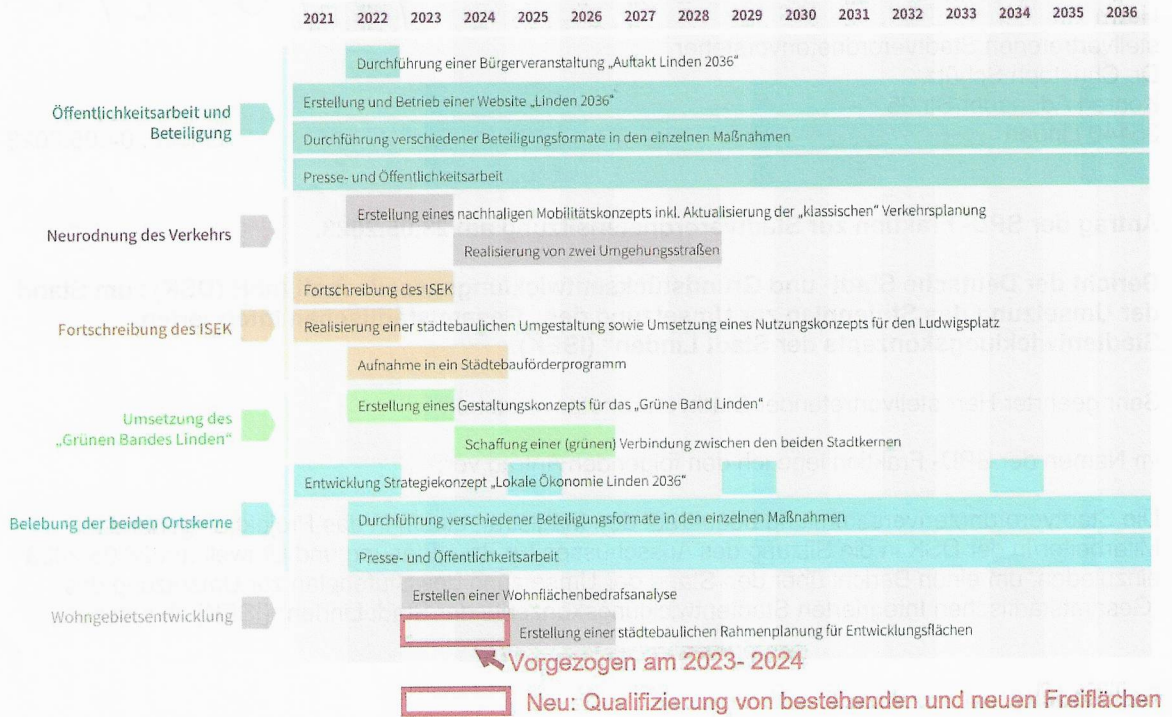 2021 2022 2023 2024 2025 2026 2027 2028 2029 2030 2031 2032 2033 2034 2035 2036
Öffentlichkeitsarbeit und
Beteiligung
Durchführung einer Bürgerveranstaltung „Auftakt Linden 2036“
Erstellung und Betrieb einer Website „Linden 2036“
Durchführung verschiedener Beteiligungsformate in den einzelnen Maßnahmen
Presse- und Öffentlichkeitsarbeit
Neurodnung des Verkehrs
Erstellung eines nachhaligen Mobilitätskonzepts inkl. Aktualisierung der „klassischen“ Verkehrsplanung
Realisierung von zwei Umgehungsstraßen
Fortschreibung des ISEK
Fortschreibung des ISEK
Realisierung einer städtebaulichen Umgestaltung sowie Umsetzung eines Nutzungskonzepts für den Ludwigsplatz
Aufnahme in ein Städtebauförderprogramm
Umsetzung des
„Grünen Bandes Linden“
Erstellung eines Gestaltungskonzepts für das „Grüne Band Linden“
Schaffung einer (grünen) Verbindung zwischen den beiden Stadtkernen
Belebung der beiden Ortskerne
Entwicklung Strategiekonzept „Lokale Ökonomie Linden 2036“
Durchführung verschiedener Beteiligungsformate in den einzelnen Maßnahmen
Presse- und Öffentlichkeitsarbeit
Wohngebietsentwicklung
Erstellen einer Wohnflächenbedrafsanalyse
Erstellung einer städtebaulichen Rahmenplanung für Entwicklungsflächen
Vorgezogen am 2023- 2024
Neu: Qualifizierung von bestehenden und neuen Freiflächen